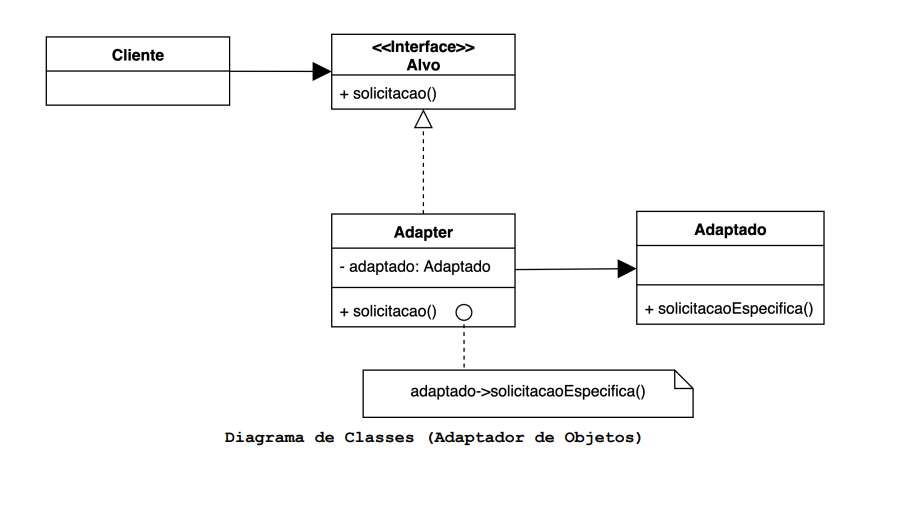 Cliente
<<Interface>>
Alvo
+ solicitacao()
Adapter
- adaptado: Adaptado
+ solicitacao()
Adaptado
+ solicitacaoEspecifica()
adaptado->solicitacaoEspecifica()
Diagrama de Classes (Adaptador de Objetos)